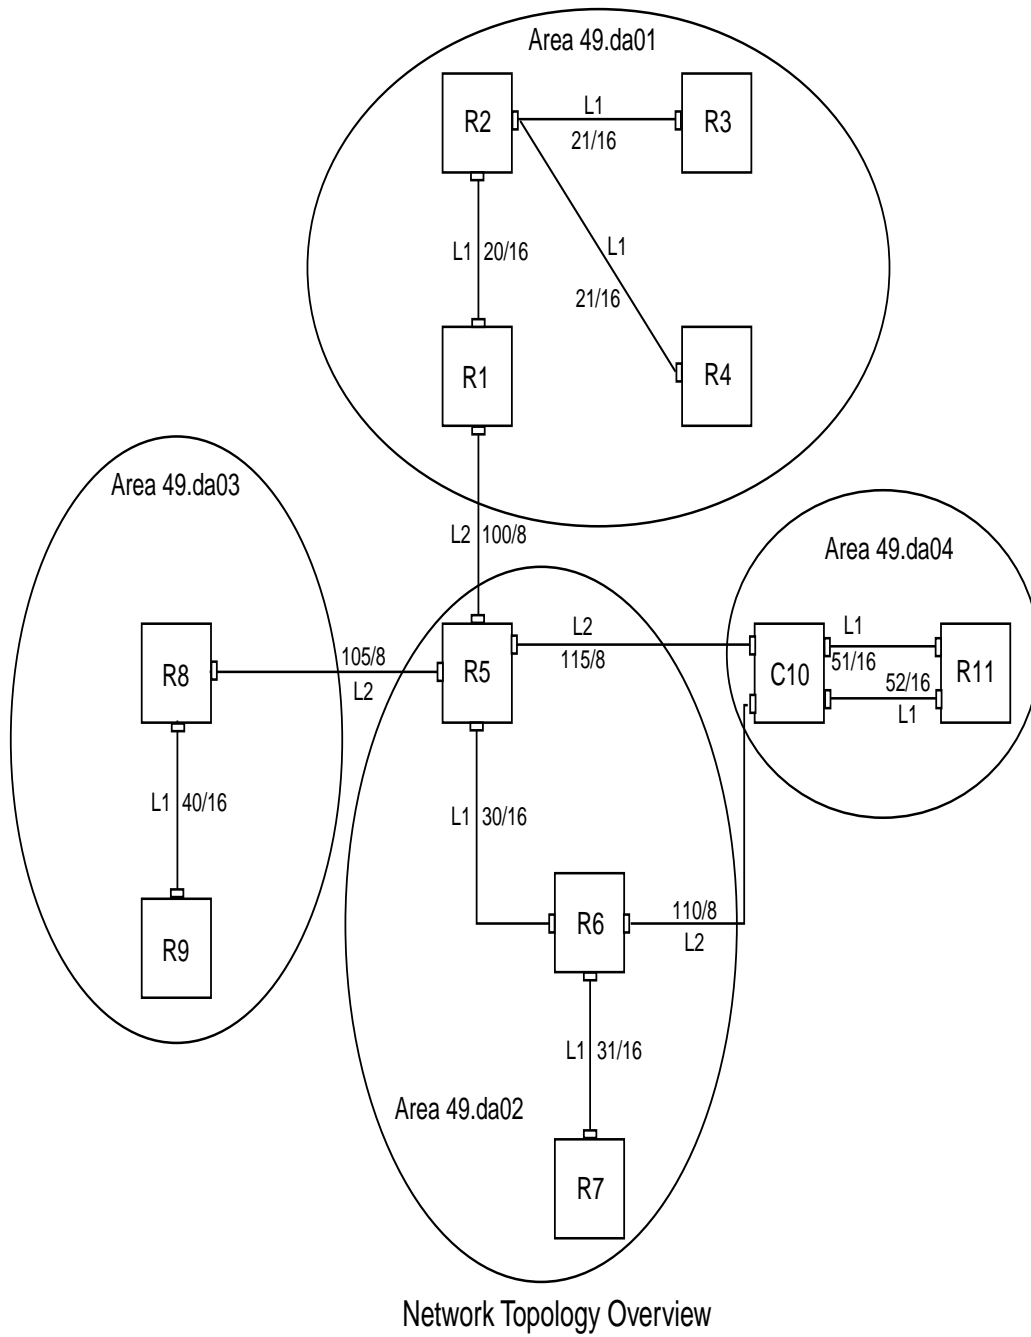 Area 49.da01
R2
L1
21/16
R3
L1 20/16
L1
21/16
R1
R4
Area 49.da03
L2 100/8
Area 49.da04
R8
105/8
L2
R5
L2
115/8
C10
L1
51/16
52/16
L1
R11
L1 40/16
L1 30/16
R9
R6
110/8
L2
L1 31/16
Area 49.da02
R7
Network Topology Overview